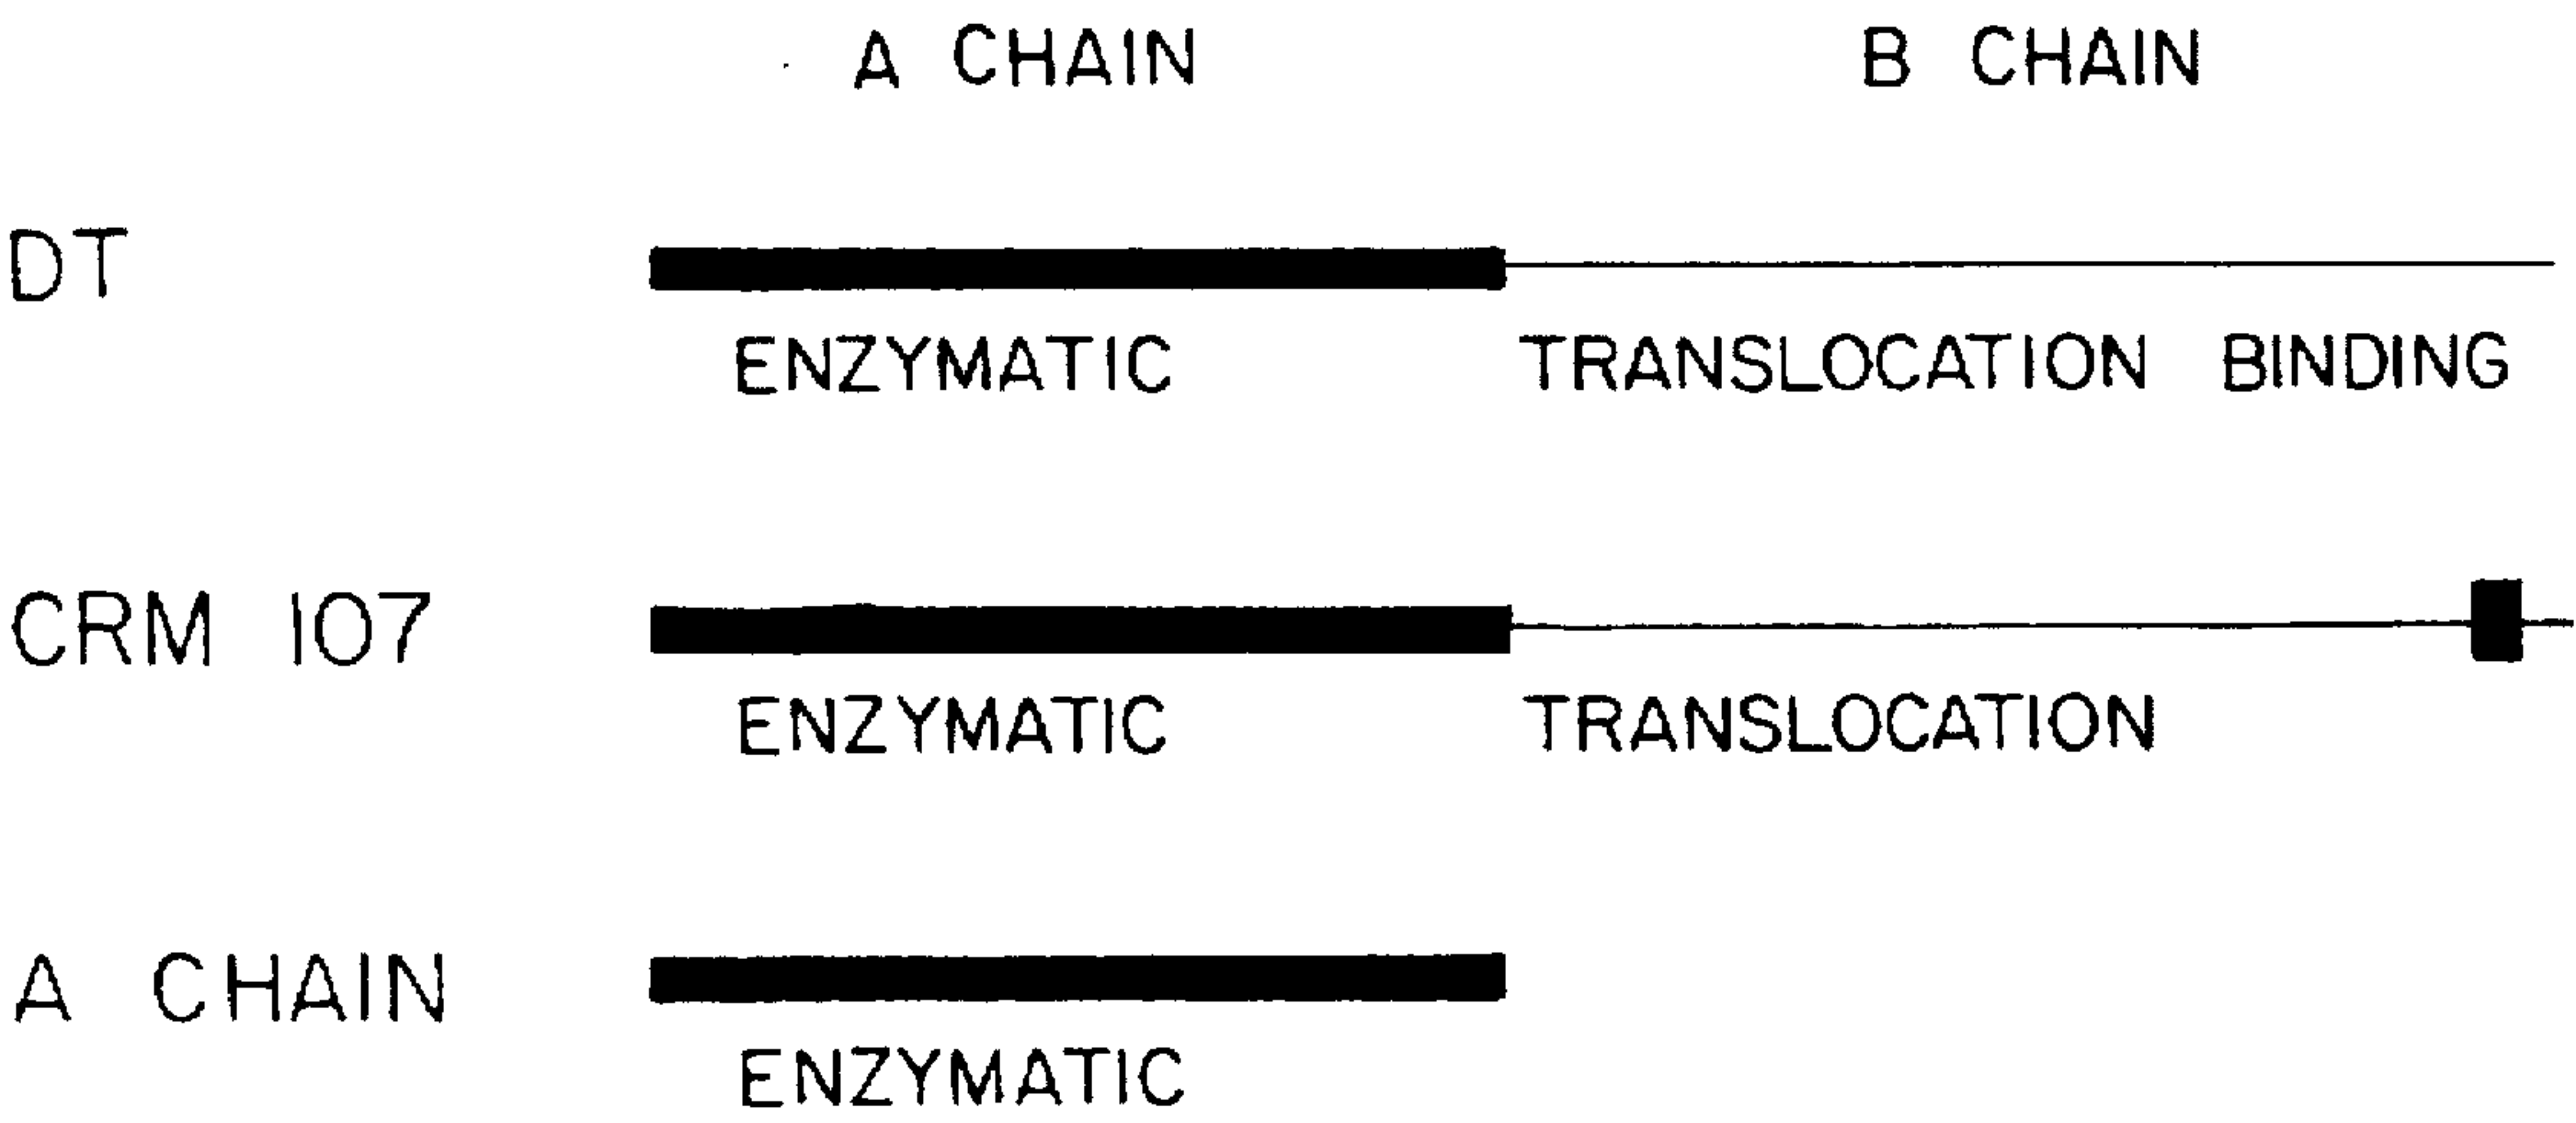 A CHAIN B CHAIN
DT
ENZYMATIC TRANSLOCATION BINDING
CRM 107
ENZYMATIC TRANSLOCATION
A CHAIN
ENZYMATIC